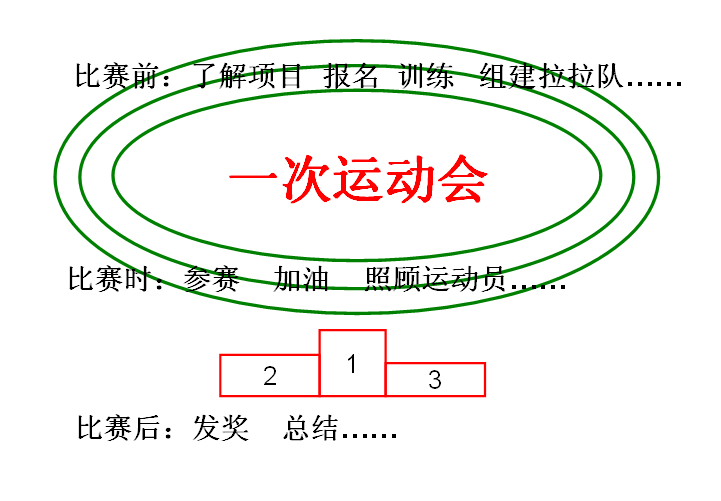 比赛前：了解项目 报名 训练 组建拉拉队……
一次运动会
比赛时：参赛 加油 照顾运动员……
2 1 3
比赛后：发奖 总结……